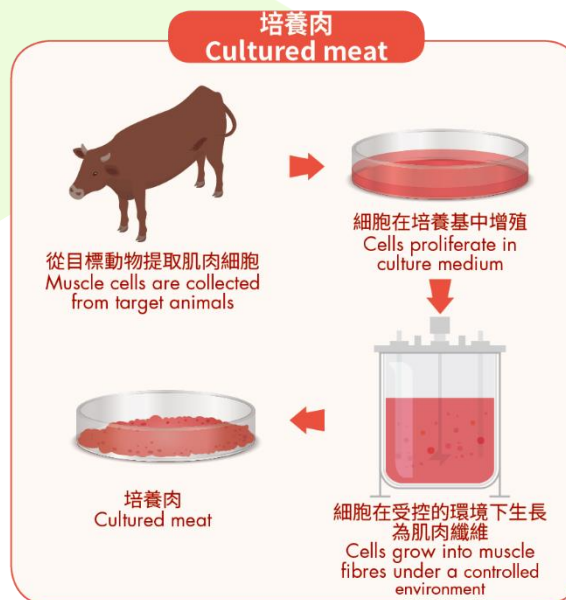 培養肉
Cultured meat
從目標動物提取肌肉細胞
Muscle cells are collected
from target animals
細胞在培養基中增殖
Cells proliferate in
culture medium
細胞在受控的環境下生長
為肌肉纖維
Cells grow into muscle
fibres under a controlled
environment
培養肉
Cultured meat